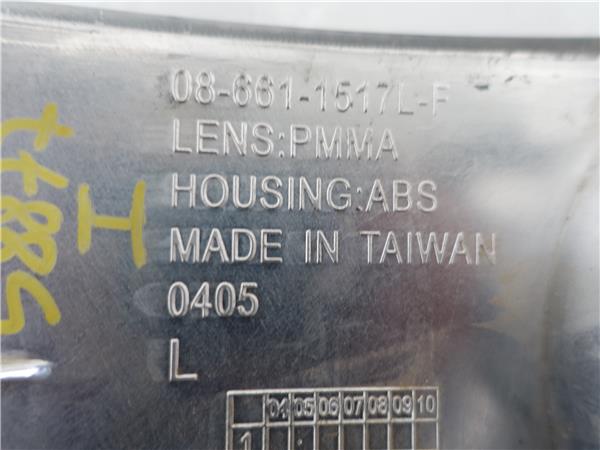 08-661-1517L-F
LENS:PMMA
HOUSING:ABS
MADE IN TAIWAN
0405
L
04 05 06 07 08 09 10
1
I